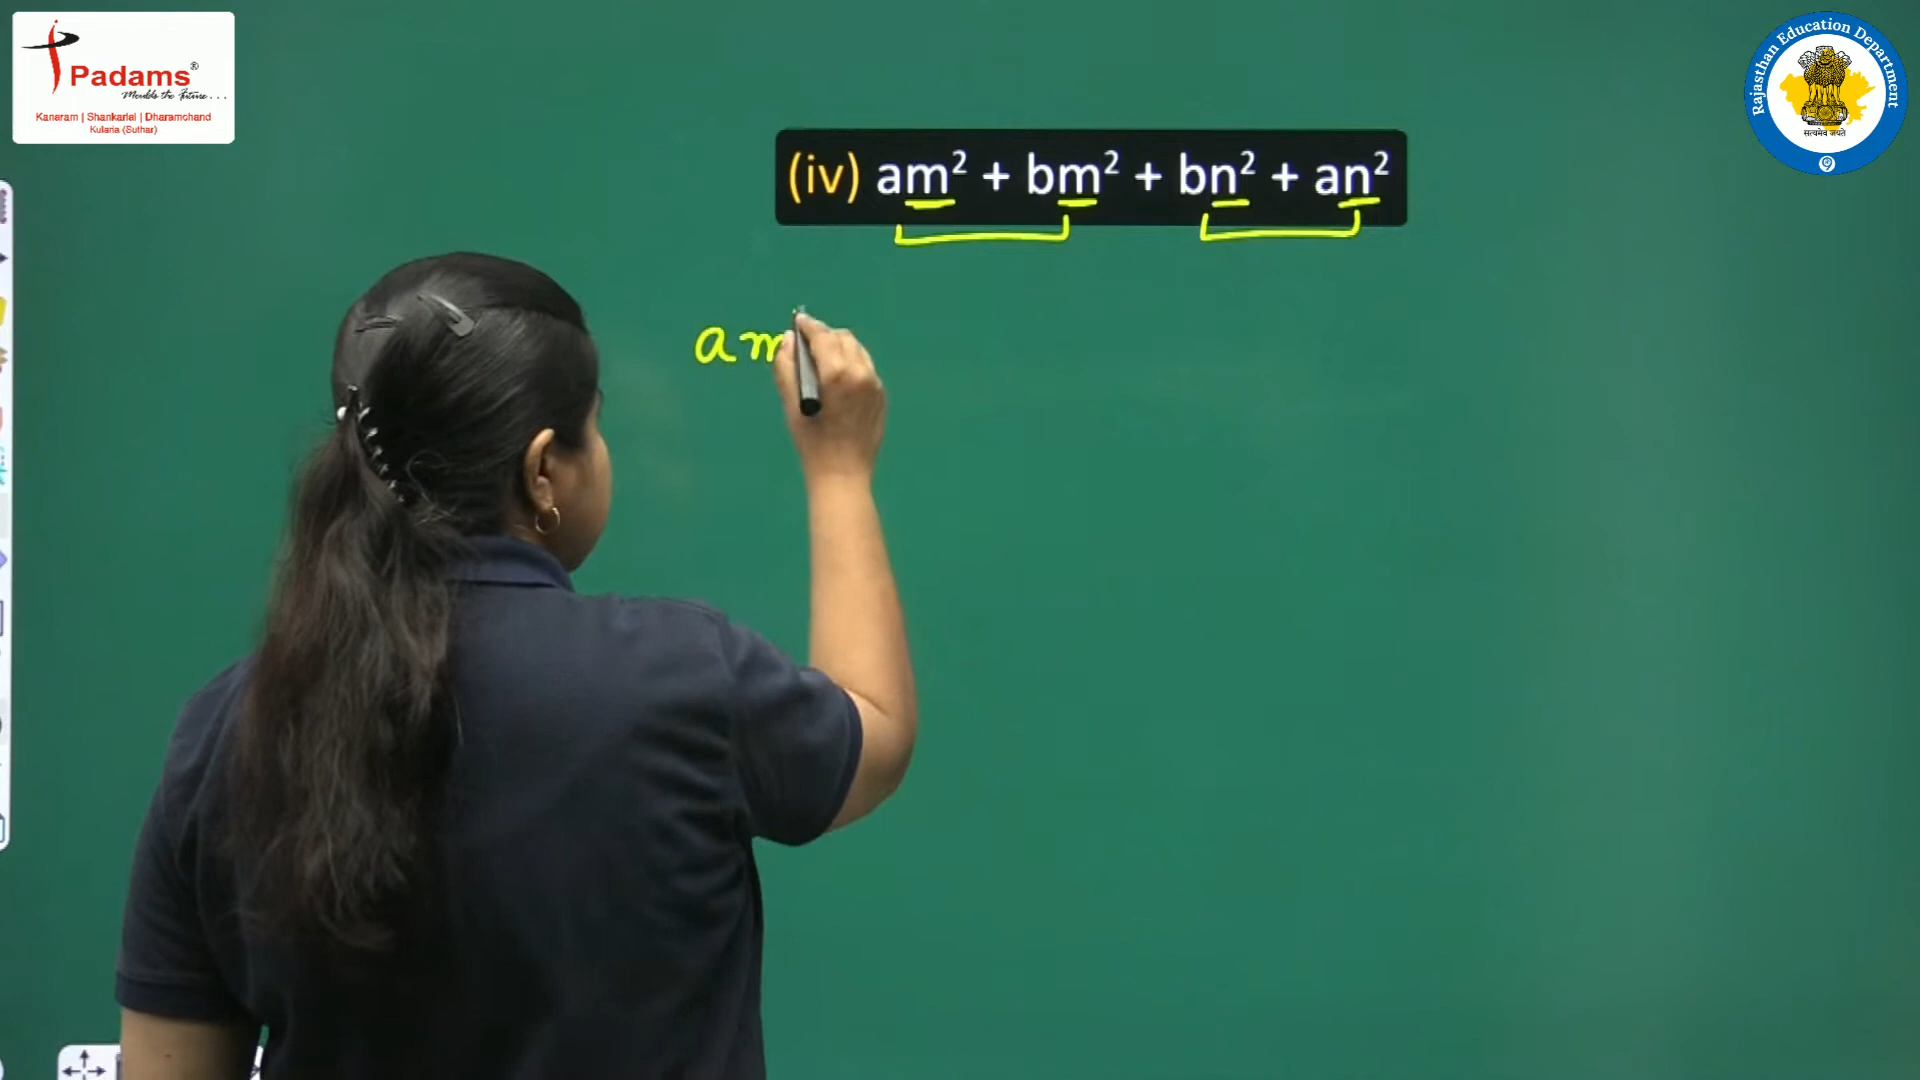 Padams®
Moulds the Future...
Kanaram | Shankarlal | Dharamchand
Kularia (Suthar)
Rajasthan Education Department
सत्यमेव जयते
(iv) am² + bm² + bn² + an²
am